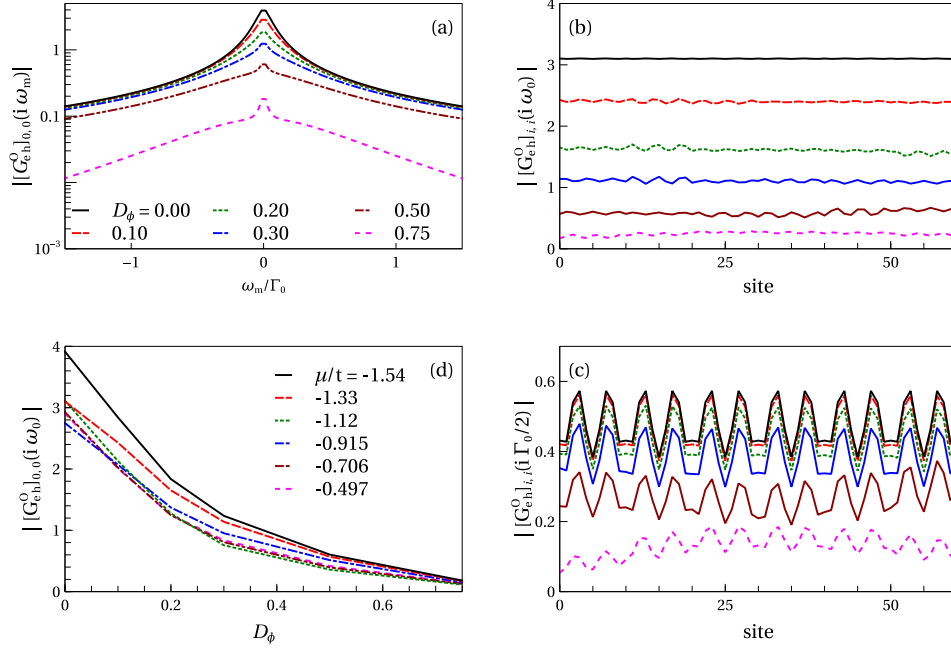 (a)
| [G^O_eh]_0,0 (i ω_m) |
1
0.1
10^−3
D_ϕ = 0.00
0.20
0.50
0.10
0.30
0.75
−1
0
1
ω_m/Γ_0
(b)
| [G^O_eh]_i,i (i ω_0) |
4
3
2
1
0
0
25
50
site
(d)
| [G^O_eh]_0,0 (i ω_0) |
4
3
2
1
0
μ/t = -1.54
-1.33
-1.12
-0.915
-0.706
-0.497
0
0.2
0.4
0.6
D_ϕ
(c)
| [G^O_eh]_i,i (i Γ_0/2) |
0.6
0.4
0.2
0
0
25
50
site